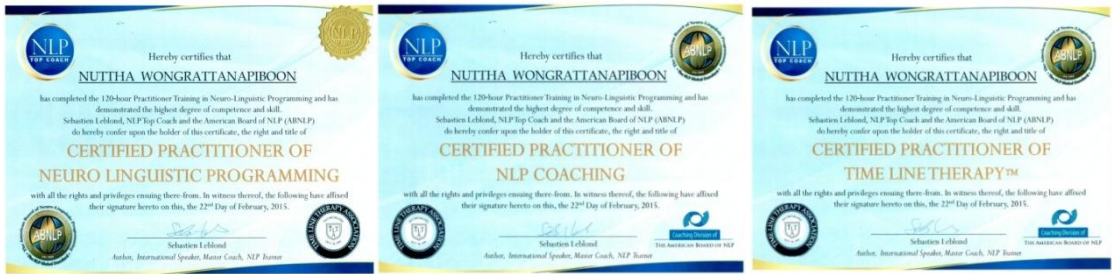 NLP
TOP COACH
NLP
Hereby certifies that
NUTTHA WONGRATTANAPIBOON
has completed the 120-hour Practitioner Training in Neuro-Linguistic Programming and has
demonstrated the highest degree of competence and skill.
Sebastien Leblond, NLP Top Coach and the American Board of NLP (ABNLP)
do hereby confer upon the holder of this certificate, the right and title of
CERTIFIED PRACTITIONER OF
NEURO LINGUISTIC PROGRAMMING
with all the rights and privileges ensuing there-from. In witness thereof, the following have affixed
their signature hereto on this, the 22nd Day of February, 2015.
ABNLP
TIME LINE THERAPY ASSOCIATION
Sebastien Leblond
Author, International Speaker, Master Coach, NLP Trainer
NLP
TOP COACH
ABNLP
Hereby certifies that
NUTTHA WONGRATTANAPIBOON
has completed the 120-hour Practitioner Training in Neuro-Linguistic Programming and has
demonstrated the highest degree of competence and skill.
Sebastien Leblond, NLP Top Coach and the American Board of NLP (ABNLP)
do hereby confer upon the holder of this certificate, the right and title of
CERTIFIED PRACTITIONER OF
NLP COACHING
with all the rights and privileges ensuing there-from. In witness thereof, the following have affixed
their signature hereto on this, the 22nd Day of February, 2015.
TIME LINE THERAPY ASSOCIATION
Sebastien Leblond
Coaching Division of
THE AMERICAN BOARD OF NLP
Author, International Speaker, Master Coach, NLP Trainer
NLP
TOP COACH
ABNLP
Hereby certifies that
NUTTHA WONGRATTANAPIBOON
has completed the 120-hour Practitioner Training in Neuro-Linguistic Programming and has
demonstrated the highest degree of competence and skill.
Sebastien Leblond, NLP Top Coach and the American Board of NLP (ABNLP)
do hereby confer upon the holder of this certificate, the right and title of
CERTIFIED PRACTITIONER OF
TIME LINE THERAPY™
with all the rights and privileges ensuing there-from. In witness thereof, the following have affixed
their signature hereto on this, the 22nd Day of February, 2015.
TIME LINE THERAPY ASSOCIATION
Sebastien Leblond
Coaching Division of
THE AMERICAN BOARD OF NLP
Author, International Speaker, Master Coach, NLP Trainer